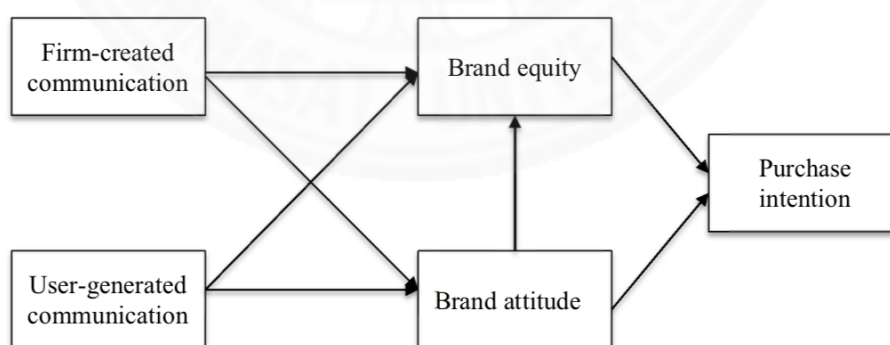 Firm-created
communication
Brand equity
Purchase
intention
User-generated
communication
Brand attitude